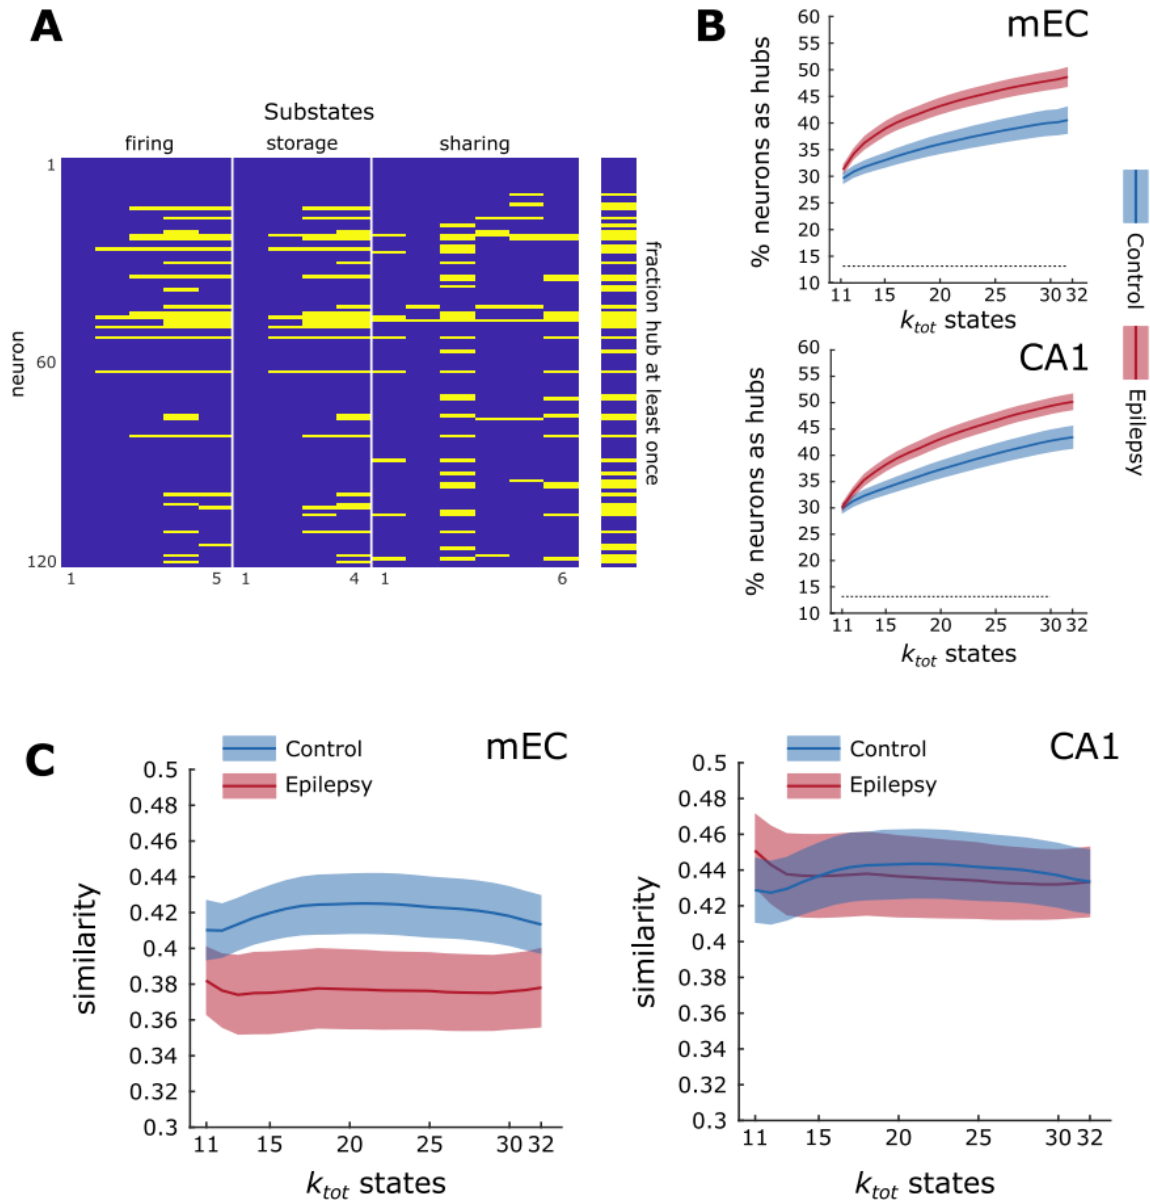 A
Substates
firing storage sharing
1
60
120
neuron
1 5 1 4 1 6
fraction hub at least once
B
mEC
60
55
50
45
40
35
30
25
20
15
10
% neurons as hubs
11 15 20 30 32
k_tot states
CA1
60
55
50
45
40
35
30
25
20
15
10
% neurons as hubs
11 15 20 30 32
k_tot states
Control
Epilepsy
C
Control
Epilepsy
mEC
0.5
0.48
0.46
0.44
0.42
0.4
0.38
0.36
0.34
0.32
0.3
similarity
11 15 20 25 30 32
k_tot states
Control
Epilepsy
CA1
0.5
0.48
0.46
0.44
0.42
0.4
0.38
0.36
0.34
0.32
0.3
similarity
11 15 20 25 30 32
k_tot states